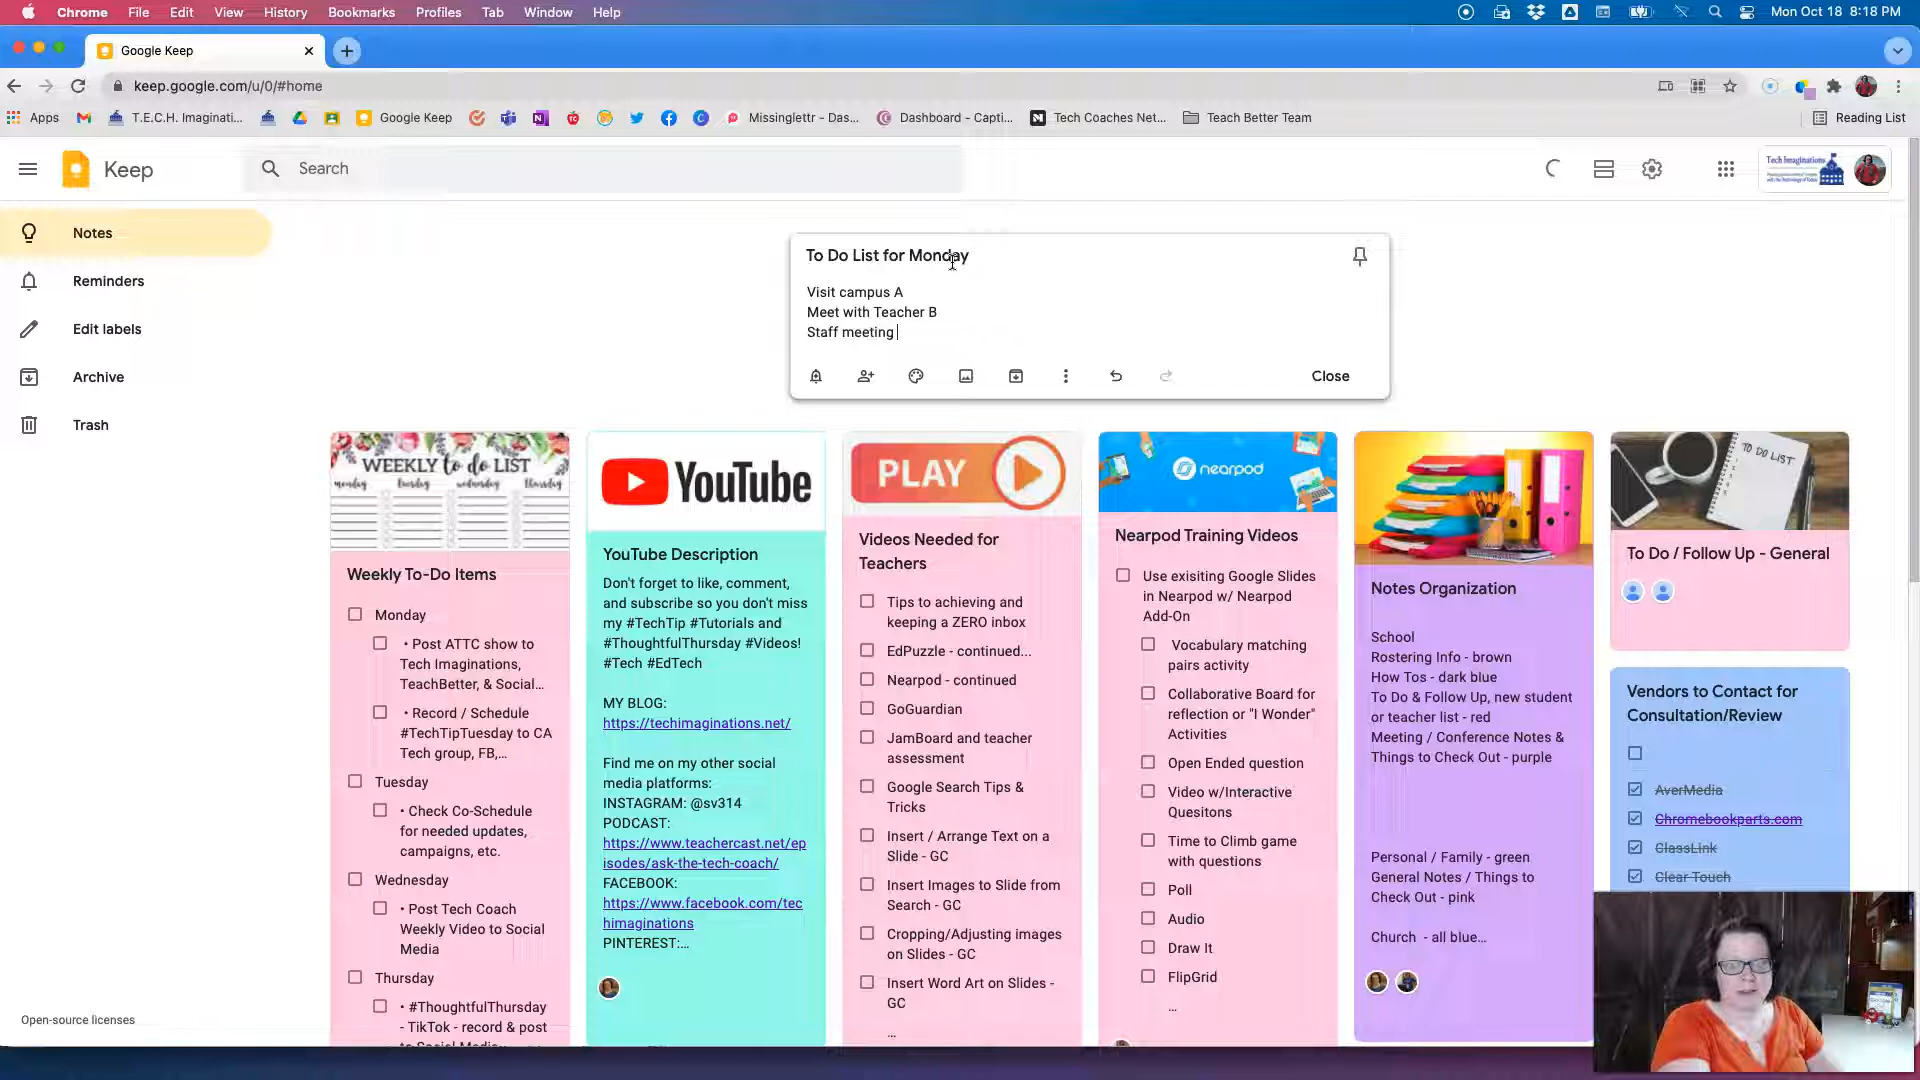 Chrome File Edit View History Bookmarks Profiles Tab Window Help
Mon Oct 18 8:18 PM
Google Keep
keep.google.com/u/0/#home
Apps
T.E.C.H. Imaginati...
Google Keep
Missinglettr - Das...
Dashboard - Capti...
Tech Coaches Net...
Teach Better Team
Reading List
Keep
Search
Tech Imaginations
Notes
Reminders
Edit labels
Archive
Trash
Open-source licenses
To Do List for Monday
Visit campus A
Meet with Teacher B
Staff meeting
Close
WEEKLY to do LIST
monday tuesday wednesday thursday
Weekly To-Do Items
Monday
• Post ATTC show to
Tech Imaginations,
TeachBetter, & Social...
• Record / Schedule
#TechTipTuesday to CA
Tech group, FB,...
Tuesday
• Check Co-Schedule
for needed updates,
campaigns, etc.
Wednesday
• Post Tech Coach
Weekly Video to Social
Media
Thursday
• #ThoughtfulThursday
- TikTok - record & post
to Social Media
YouTube
YouTube Description
Don't forget to like, comment,
and subscribe so you don't miss
my #TechTip #Tutorials and
#ThoughtfulThursday #Videos!
#Tech #EdTech
MY BLOG:
https://techimaginations.net/
Find me on my other social
media platforms:
INSTAGRAM: @sv314
PODCAST:
https://www.teachercast.net/ep
isodes/ask-the-tech-coach/
FACEBOOK:
https://www.facebook.com/tec
himaginations
PINTEREST:...
PLAY
Videos Needed for
Teachers
Tips to achieving and
keeping a ZERO inbox
EdPuzzle - continued...
Nearpod - continued
GoGuardian
JamBoard and teacher
assessment
Google Search Tips &
Tricks
Insert / Arrange Text on a
Slide - GC
Insert Images to Slide from
Search - GC
Cropping/Adjusting images
on Slides - GC
Insert Word Art on Slides -
GC
...
nearpod
Nearpod Training Videos
Use exisiting Google Slides
in Nearpod w/ Nearpod
Add-On
Vocabulary matching
pairs activity
Collaborative Board for
reflection or "I Wonder"
Activities
Open Ended question
Video w/Interactive
Quesitons
Time to Climb game
with questions
Poll
Audio
Draw It
FlipGrid
...
Notes Organization
School
Rostering Info - brown
How Tos - dark blue
To Do & Follow Up, new student
or teacher list - red
Meeting / Conference Notes &
Things to Check Out - purple
Personal / Family - green
General Notes / Things to
Check Out - pink
Church - all blue...
TO DO LIST
To Do / Follow Up - General
Vendors to Contact for
Consultation/Review
AverMedia
Chromebookparts.com
ClassLink
Clear Touch